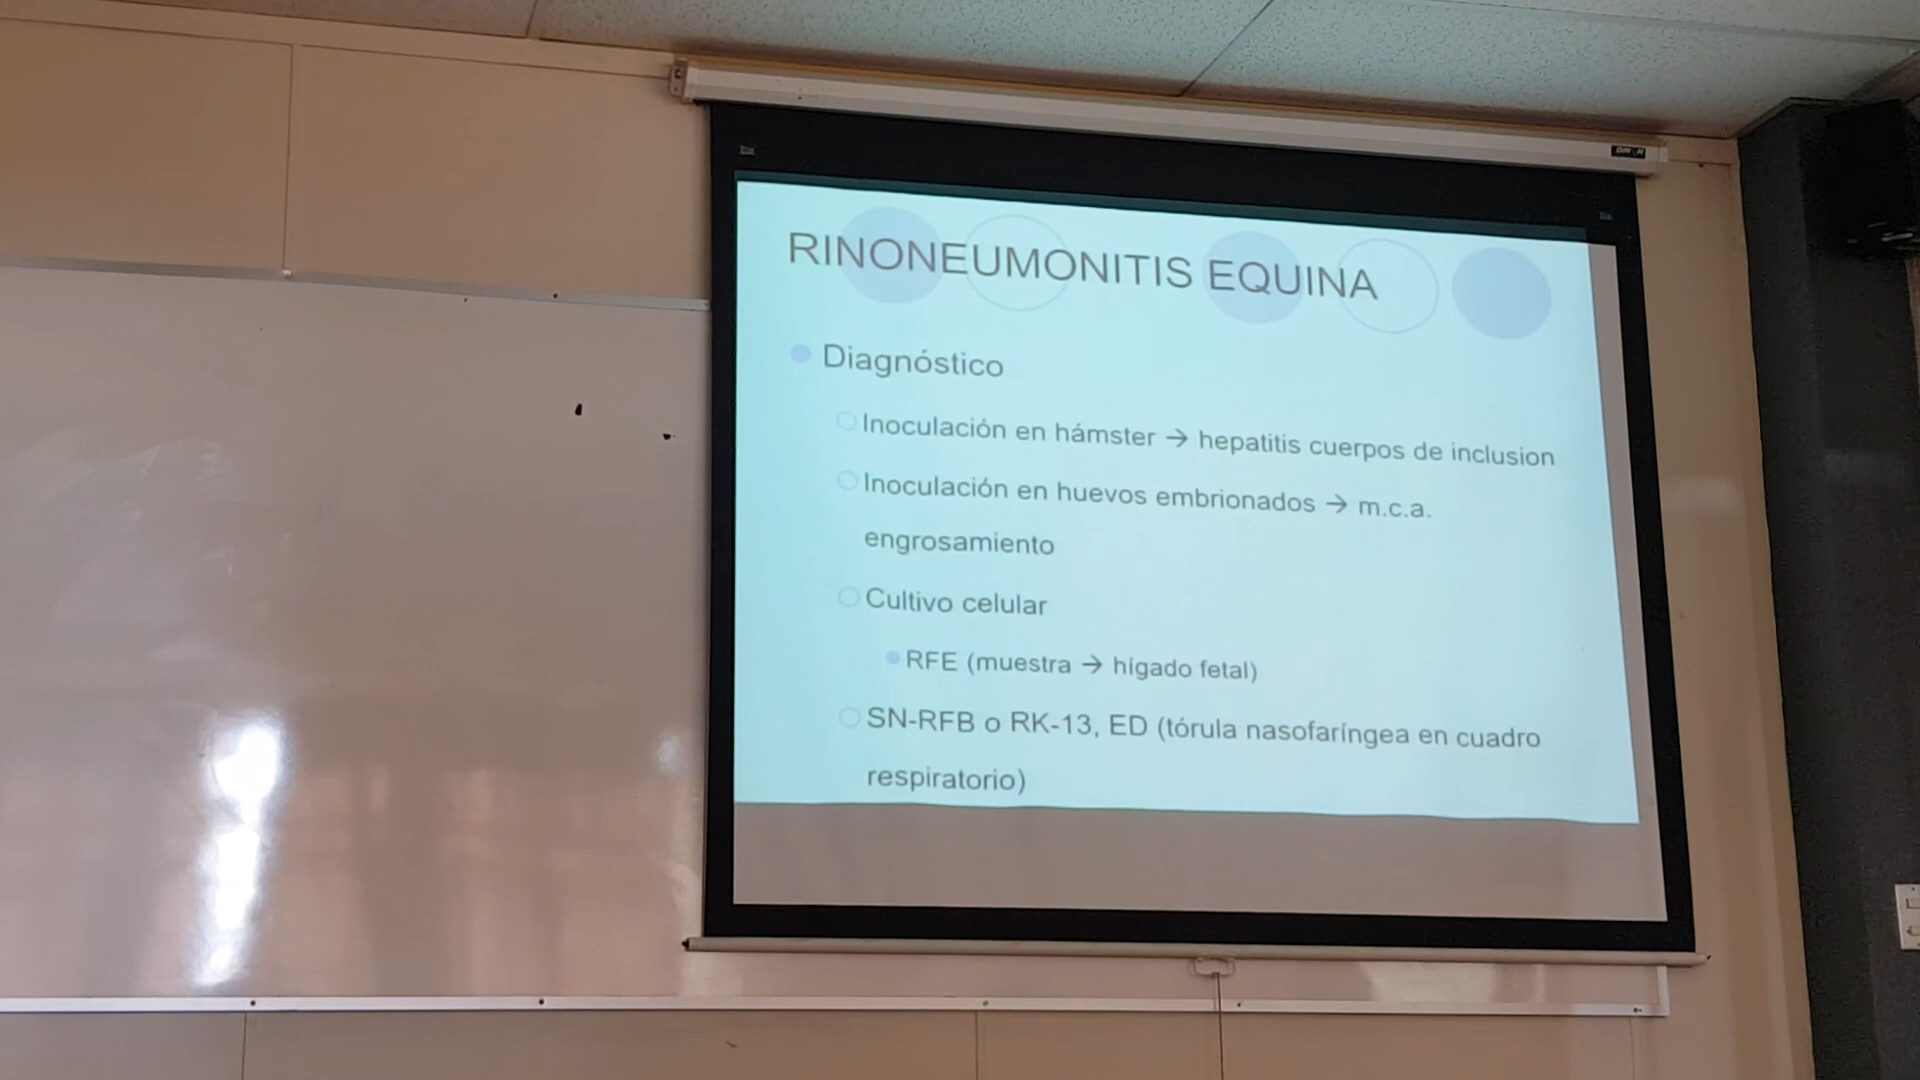 RINONEUMONITIS EQUINA
Diagnóstico
Inoculación en hámster → hepatitis cuerpos de inclusion
Inoculación en huevos embrionados → m.c.a.
engrosamiento
Cultivo celular
RFE (muestra → hígado fetal)
SN-RFB o RK-13, ED (tórula nasofaríngea en cuadro
respiratorio)